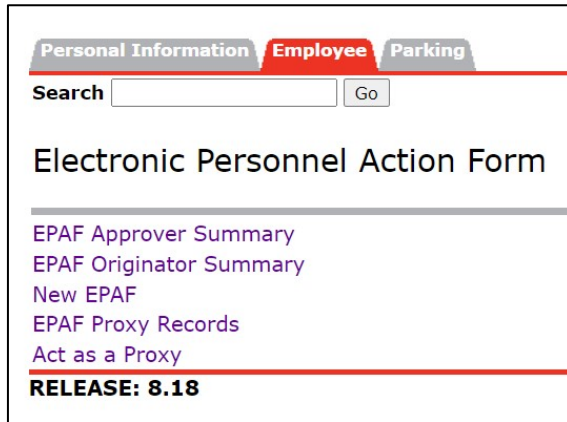 Personal Information Employee Parking
Search Go
Electronic Personnel Action Form
EPAF Approver Summary
EPAF Originator Summary
New EPAF
EPAF Proxy Records
Act as a Proxy
RELEASE: 8.18